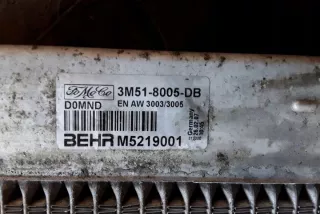 FoMoCo 3M51-8005-DB
D0MND EN AW 3003/3005
BEHR M5219001
Germany